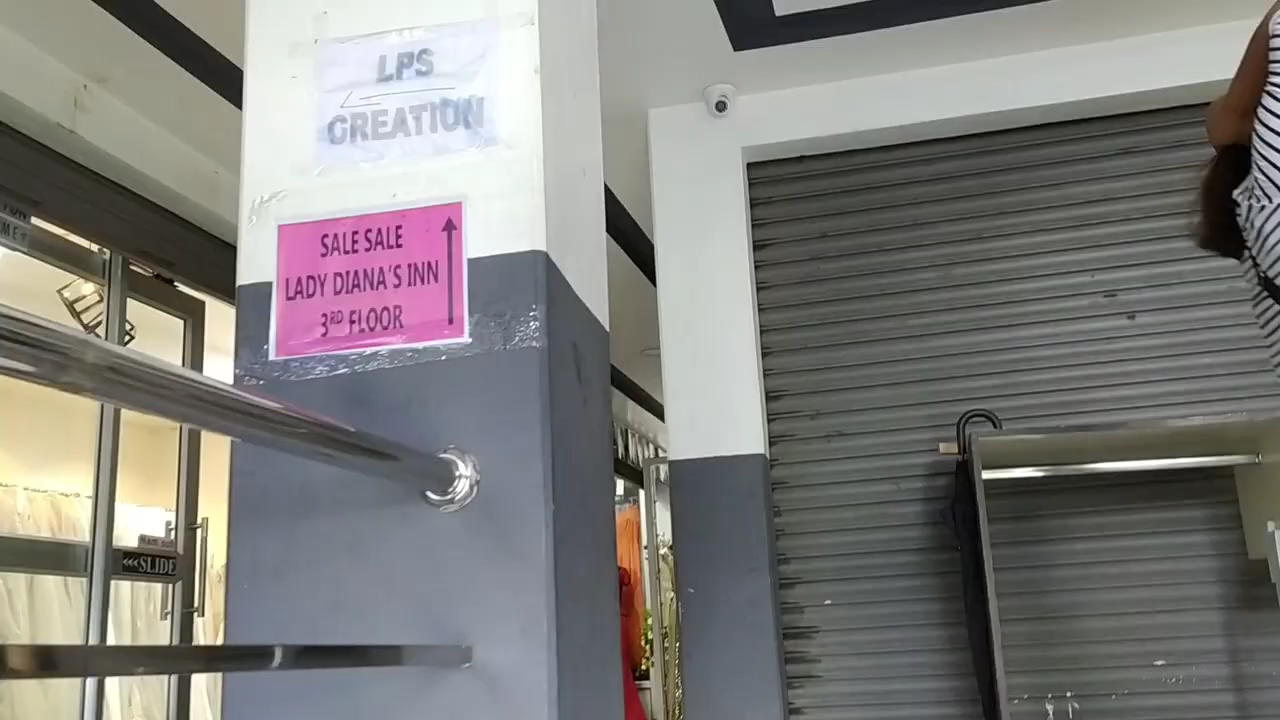 LPS
CREATION
SALE SALE
LADY DIANA'S INN
3RD FLOOR
<<<SLIDE